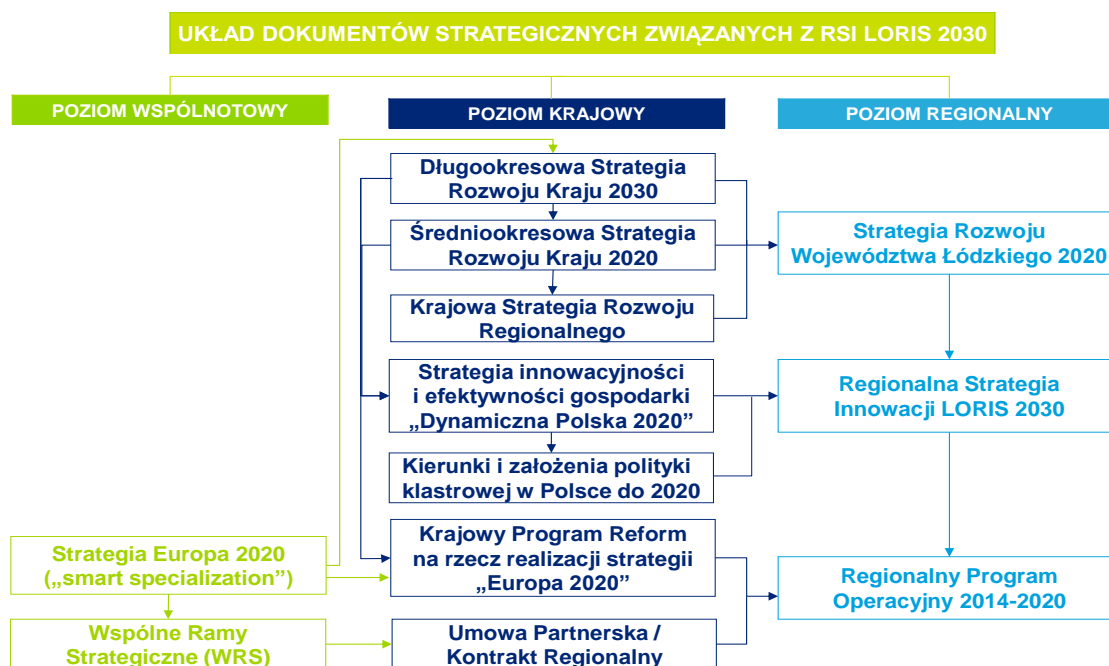 UKŁAD DOKUMENTÓW STRATEGICZNYCH ZWIĄZANYCH Z RSI LORIS 2030
POZIOM WSPÓLNOTOWY
POZIOM KRAJOWY
POZIOM REGIONALNY
Długookresowa Strategia
Rozwoju Kraju 2030
Średniookresowa Strategia
Rozwoju Kraju 2020
Strategia Rozwoju
Województwa Łódzkiego 2020
Krajowa Strategia Rozwoju
Regionalnego
Strategia innowacyjności
i efektywności gospodarki
„Dynamiczna Polska 2020”
Regionalna Strategia
Innowacji LORIS 2030
Kierunki i założenia polityki
klastrowej w Polsce do 2020
Strategia Europa 2020
(„smart specialization”)
Krajowy Program Reform
na rzecz realizacji strategii
„Europa 2020”
Regionalny Program
Operacyjny 2014-2020
Wspólne Ramy
Strategiczne (WRS)
Umowa Partnerska /
Kontrakt Regionalny